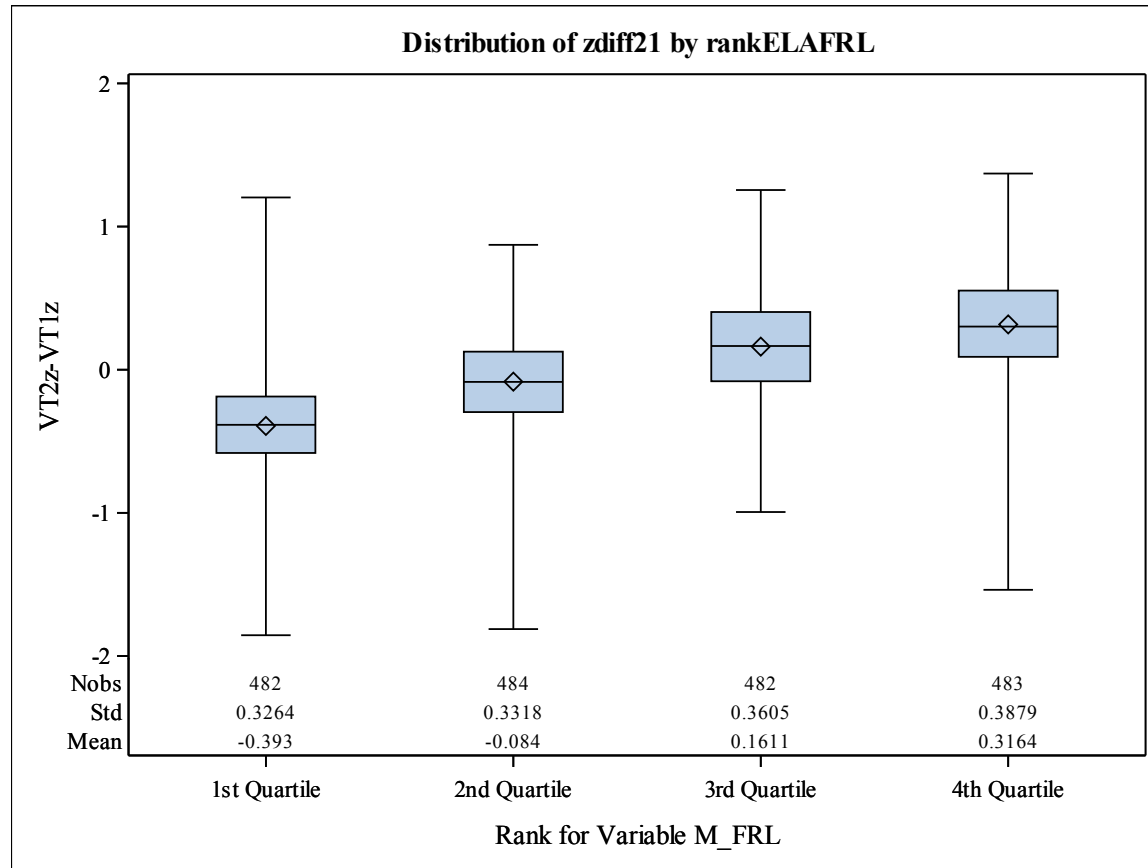 Distribution of zdiff21 by rankELAFRL
2
1
0
-1
-2
VT2z-VT1z
Nobs 482 484 482 483
Std 0.3264 0.3318 0.3605 0.3879
Mean -0.393 -0.084 0.1611 0.3164
1st Quartile 2nd Quartile 3rd Quartile 4th Quartile
Rank for Variable M_FRL